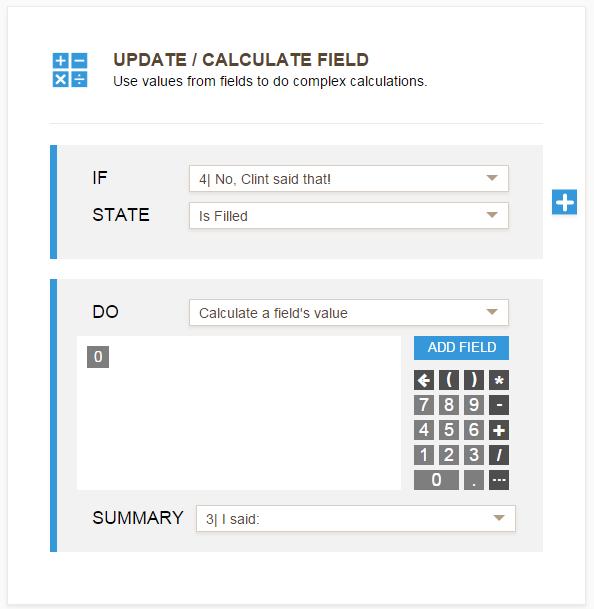 UPDATE / CALCULATE FIELD
Use values from fields to do complex calculations.
IF 4| No, Clint said that!
STATE Is Filled
DO Calculate a field's value
0
ADD FIELD
( ) *
7 8 9 -
4 5 6 +
1 2 3 /
0 . ...
SUMMARY 3| I said: